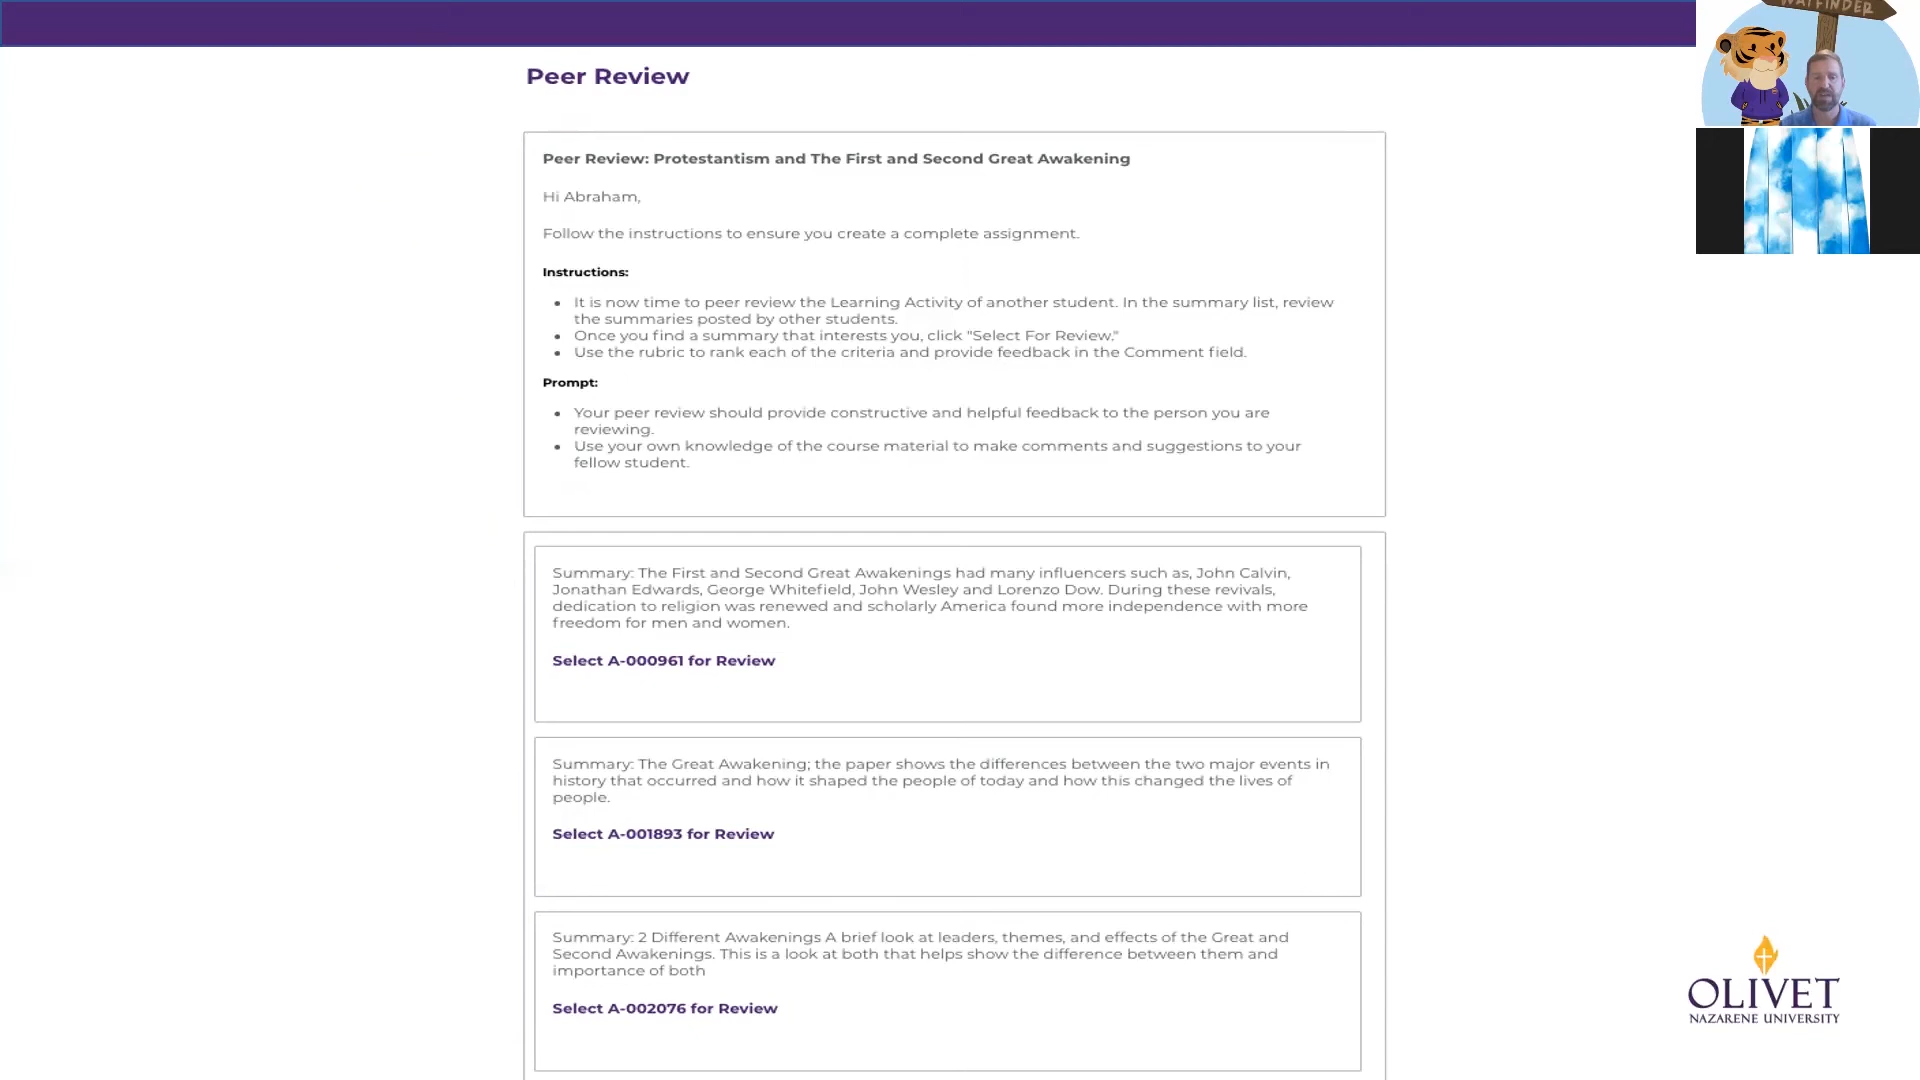 WAYFINDER
Peer Review
Peer Review: Protestantism and The First and Second Great Awakening
Hi Abraham,
Follow the instructions to ensure you create a complete assignment.
Instructions:
• It is now time to peer review the Learning Activity of another student. In the summary list, review
the summaries posted by other students.
• Once you find a summary that interests you, click "Select For Review."
• Use the rubric to rank each of the criteria and provide feedback in the Comment field.
Prompt:
• Your peer review should provide constructive and helpful feedback to the person you are
reviewing.
• Use your own knowledge of the course material to make comments and suggestions to your
fellow student.
Summary: The First and Second Great Awakenings had many influencers such as, John Calvin,
Jonathan Edwards, George Whitefield, John Wesley and Lorenzo Dow. During these revivals,
dedication to religion was renewed and scholarly America found more independence with more
freedom for men and women.
Select A-000961 for Review
Summary: The Great Awakening; the paper shows the differences between the two major events in
history that occurred and how it shaped the people of today and how this changed the lives of
people.
Select A-001893 for Review
Summary: 2 Different Awakenings A brief look at leaders, themes, and effects of the Great and
Second Awakenings. This is a look at both that helps show the difference between them and
importance of both
Select A-002076 for Review
OLIVET
NAZARENE UNIVERSITY